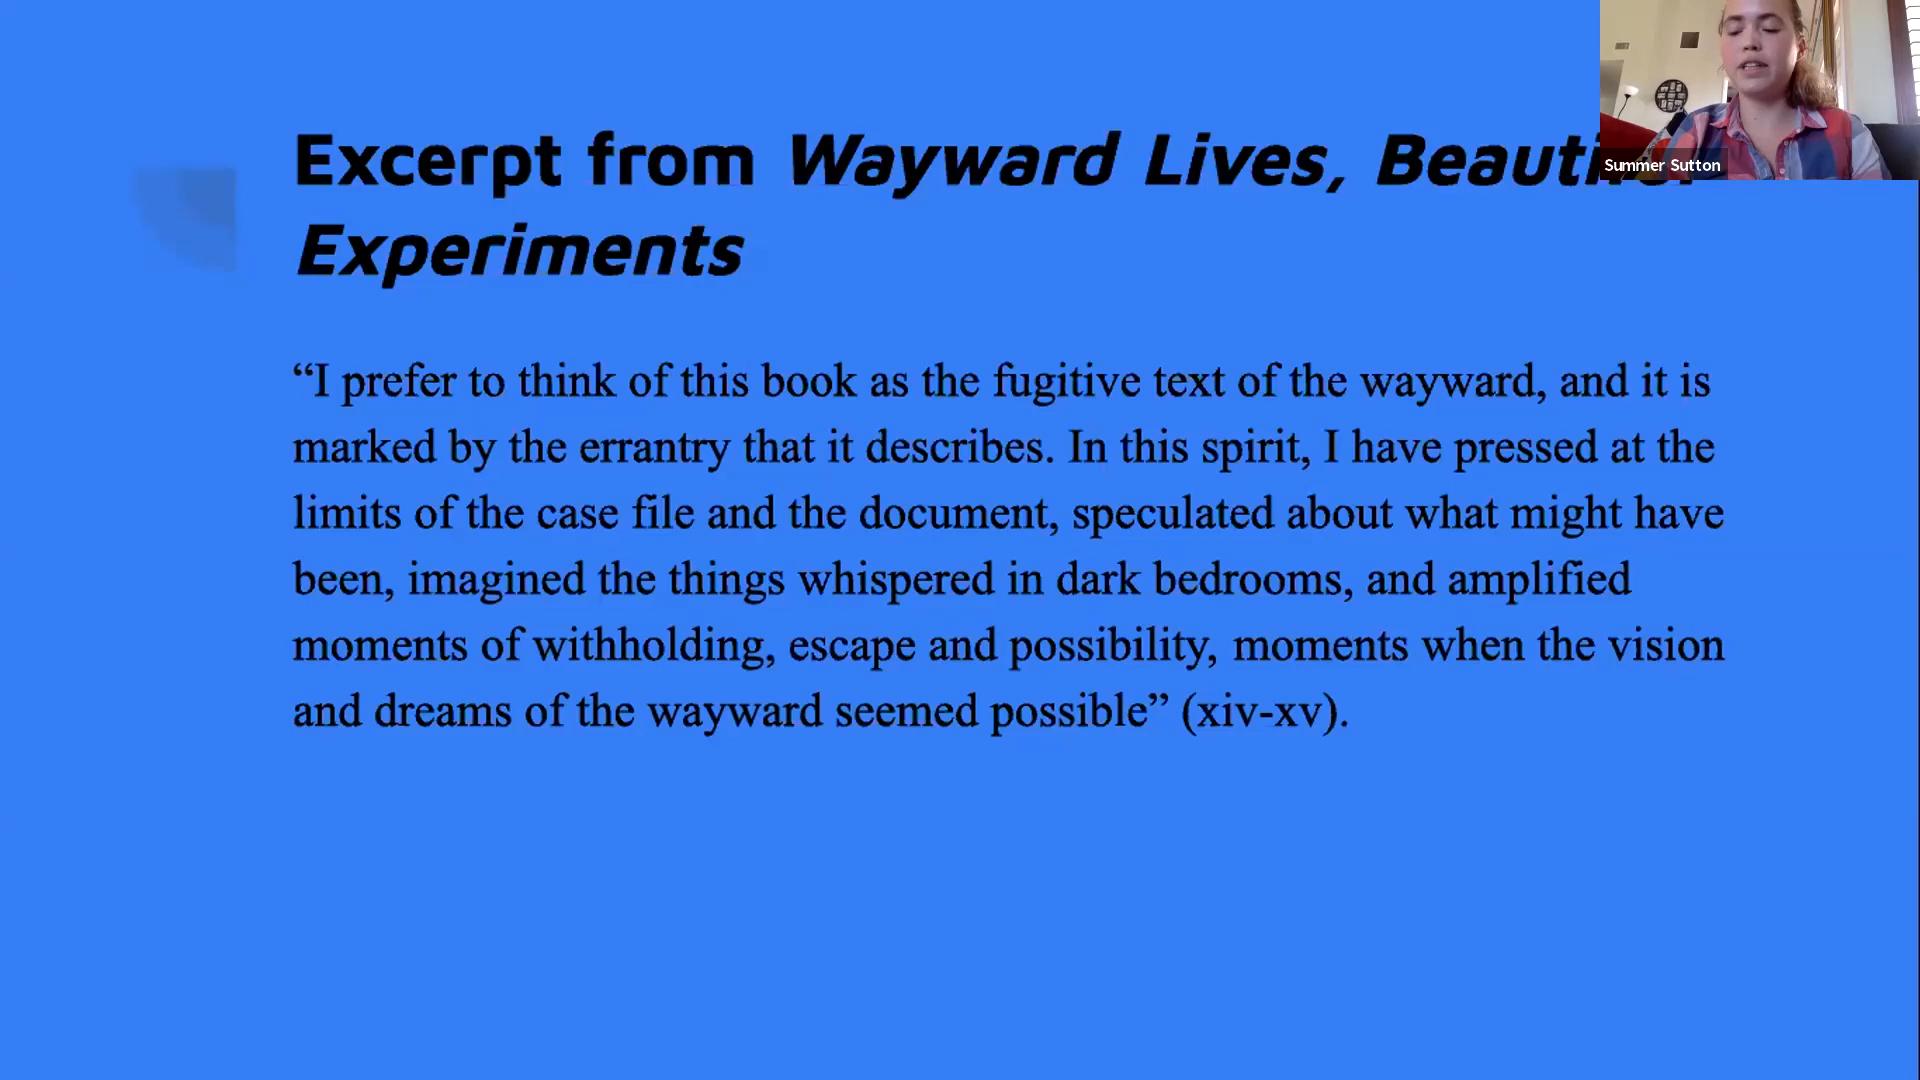 Excerpt from Wayward Lives, Beautiful
Experiments
“I prefer to think of this book as the fugitive text of the wayward, and it is
marked by the errantry that it describes. In this spirit, I have pressed at the
limits of the case file and the document, speculated about what might have
been, imagined the things whispered in dark bedrooms, and amplified
moments of withholding, escape and possibility, moments when the vision
and dreams of the wayward seemed possible” (xiv-xv).
Summer Sutton